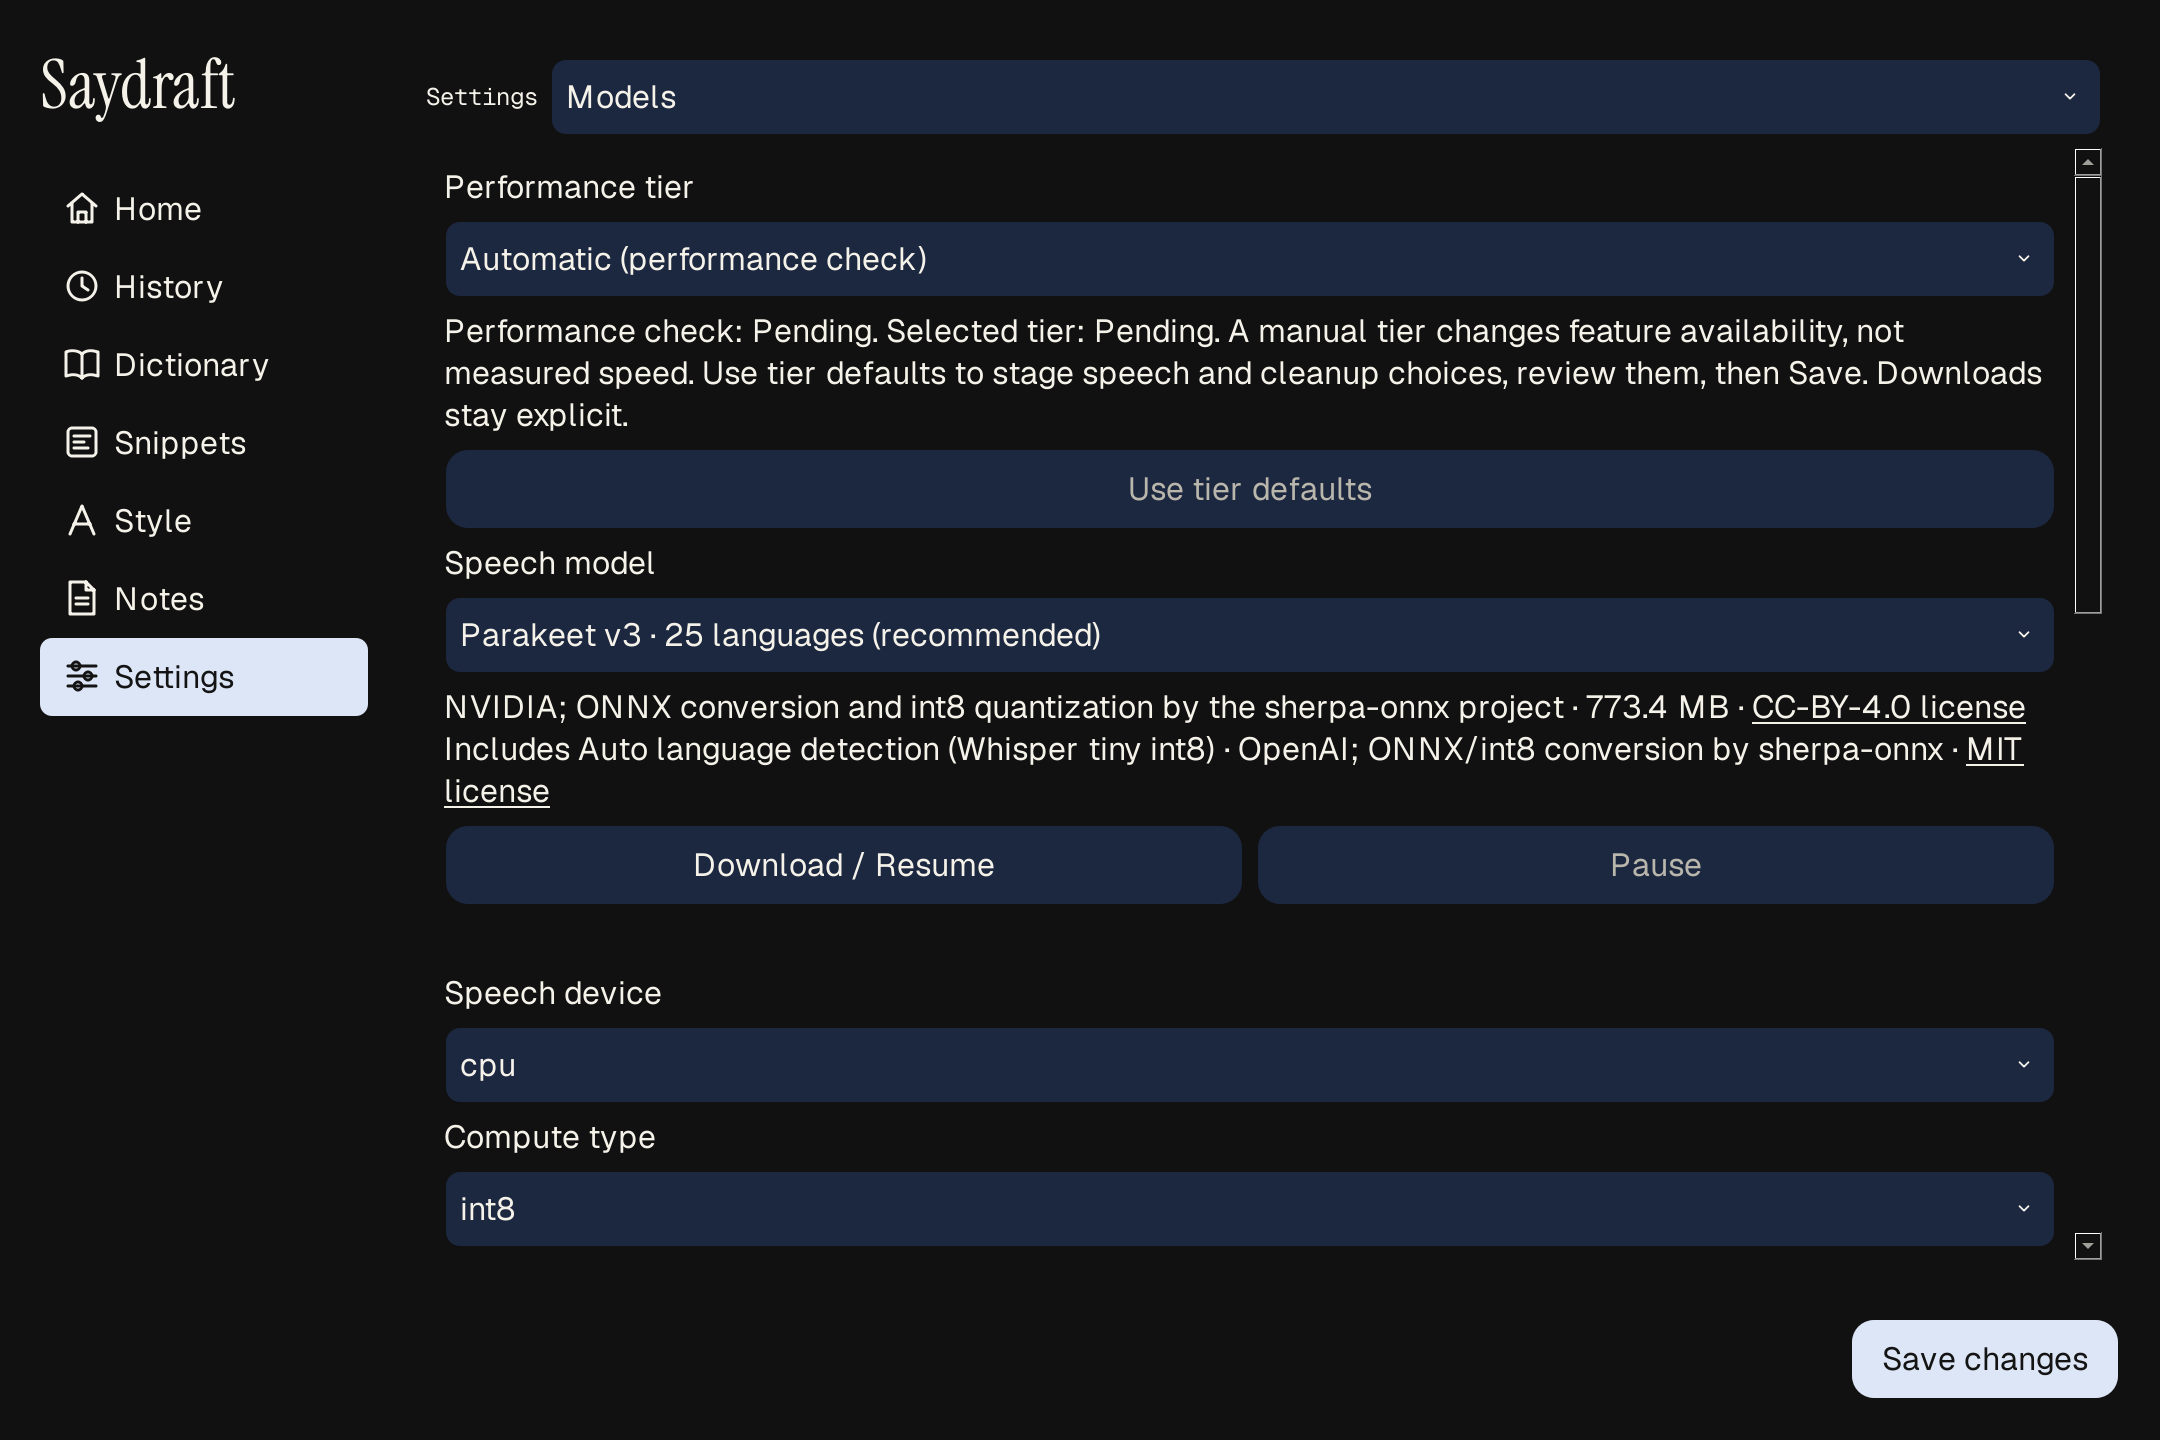 Saydraft
Settings
Models
Home
History
Dictionary
Snippets
Style
Notes
Settings
Performance tier
Automatic (performance check)
Performance check: Pending. Selected tier: Pending. A manual tier changes feature availability, not
measured speed. Use tier defaults to stage speech and cleanup choices, review them, then Save. Downloads
stay explicit.
Use tier defaults
Speech model
Parakeet v3 · 25 languages (recommended)
NVIDIA; ONNX conversion and int8 quantization by the sherpa-onnx project · 773.4 MB · CC-BY-4.0 license
Includes Auto language detection (Whisper tiny int8) · OpenAI; ONNX/int8 conversion by sherpa-onnx · MIT
license
Download / Resume
Pause
Speech device
cpu
Compute type
int8
Save changes